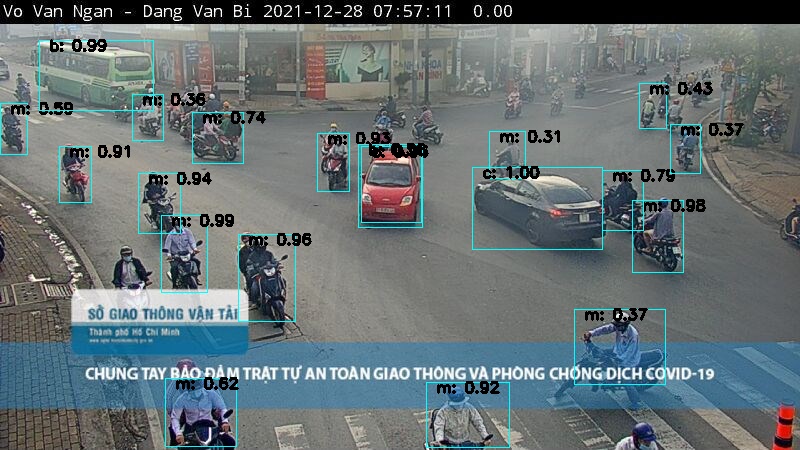 Vo Van Ngan - Dang Van Bi 2021-12-28 07:57:11  0.00
b: 0.99
m: 0.59
m: 0.36
m: 0.74
m: 0.43
m: 0.93
m: 0.31
m: 0.37
m: 0.91
m: 0.94
c: 1.00
m: 0.79
m: 0.98
m: 0.99
m: 0.96
SỞ GIAO THÔNG VẬN TẢI
Thành phố Hồ Chí Minh
m: 0.37
CHUNG TAY BẢO ĐẢM TRẬT TỰ AN TOÀN GIAO THÔNG VÀ PHÒNG CHỐNG DỊCH COVID-19
m: 0.62
m: 0.92